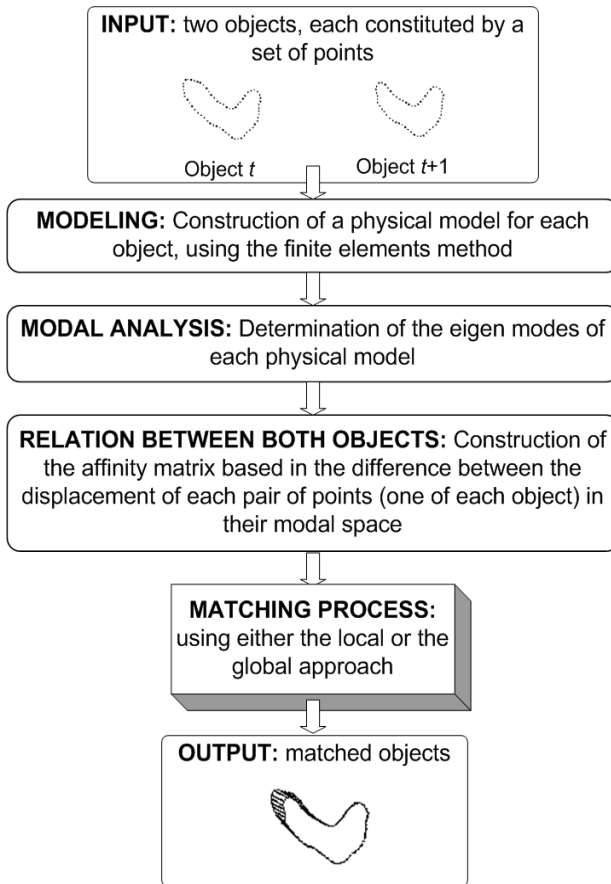 INPUT: two objects, each constituted by a
set of points
Object t
Object t+1
MODELING: Construction of a physical model for each
object, using the finite elements method
MODAL ANALYSIS: Determination of the eigen modes of
each physical model
RELATION BETWEEN BOTH OBJECTS: Construction of
the affinity matrix based in the difference between the
displacement of each pair of points (one of each object) in
their modal space
MATCHING PROCESS:
using either the local or the
global approach
OUTPUT: matched objects